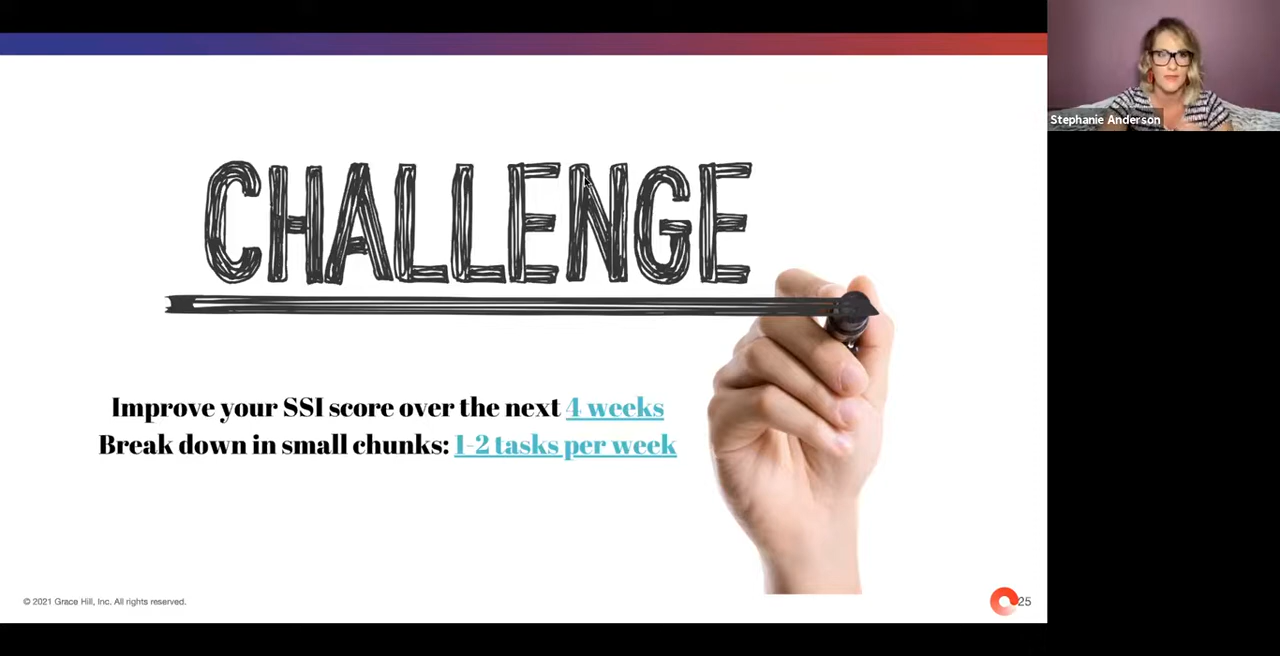 Stephanie Anderson
CHALLENGE
Improve your SSI score over the next 4 weeks
Break down in small chunks: 1-2 tasks per week
© 2021 Grace Hill, Inc. All rights reserved.
25